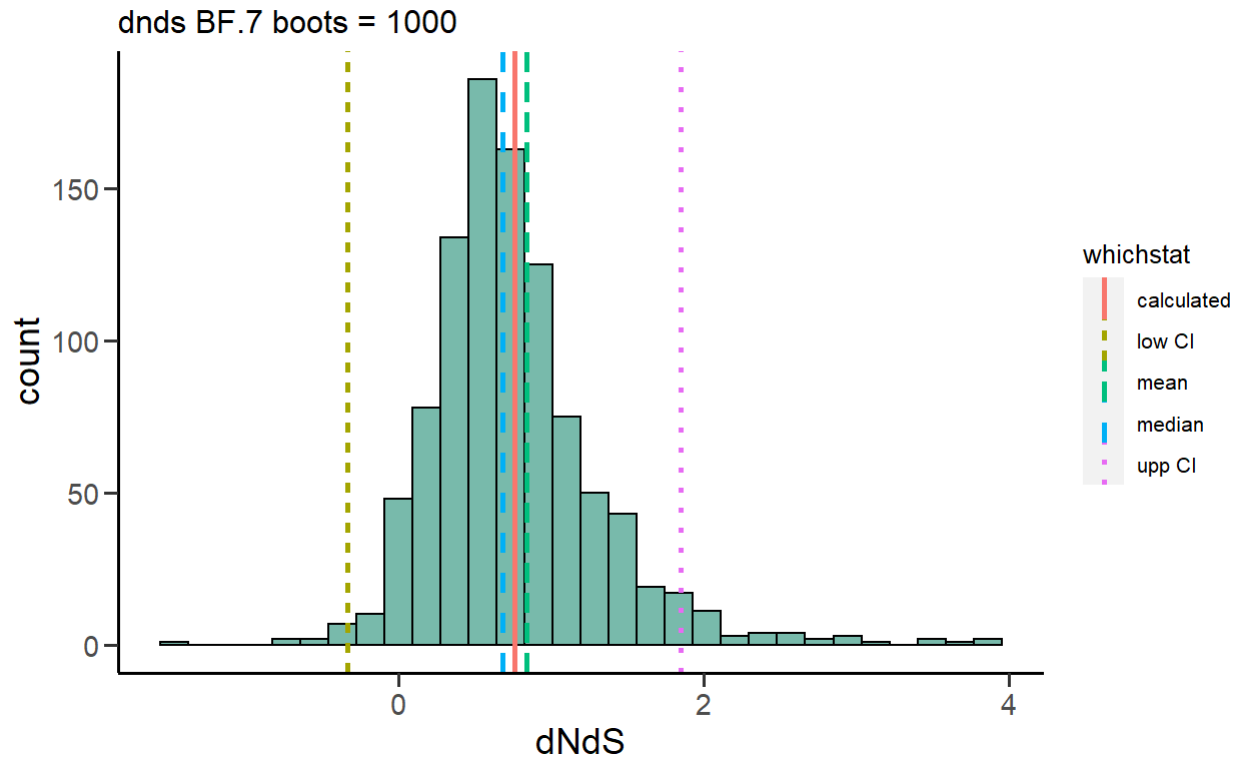 dnds BF.7 boots = 1000
150
100
50
0
count
0
2
4
dNdS
whichstat
calculated
low CI
mean
median
upp CI